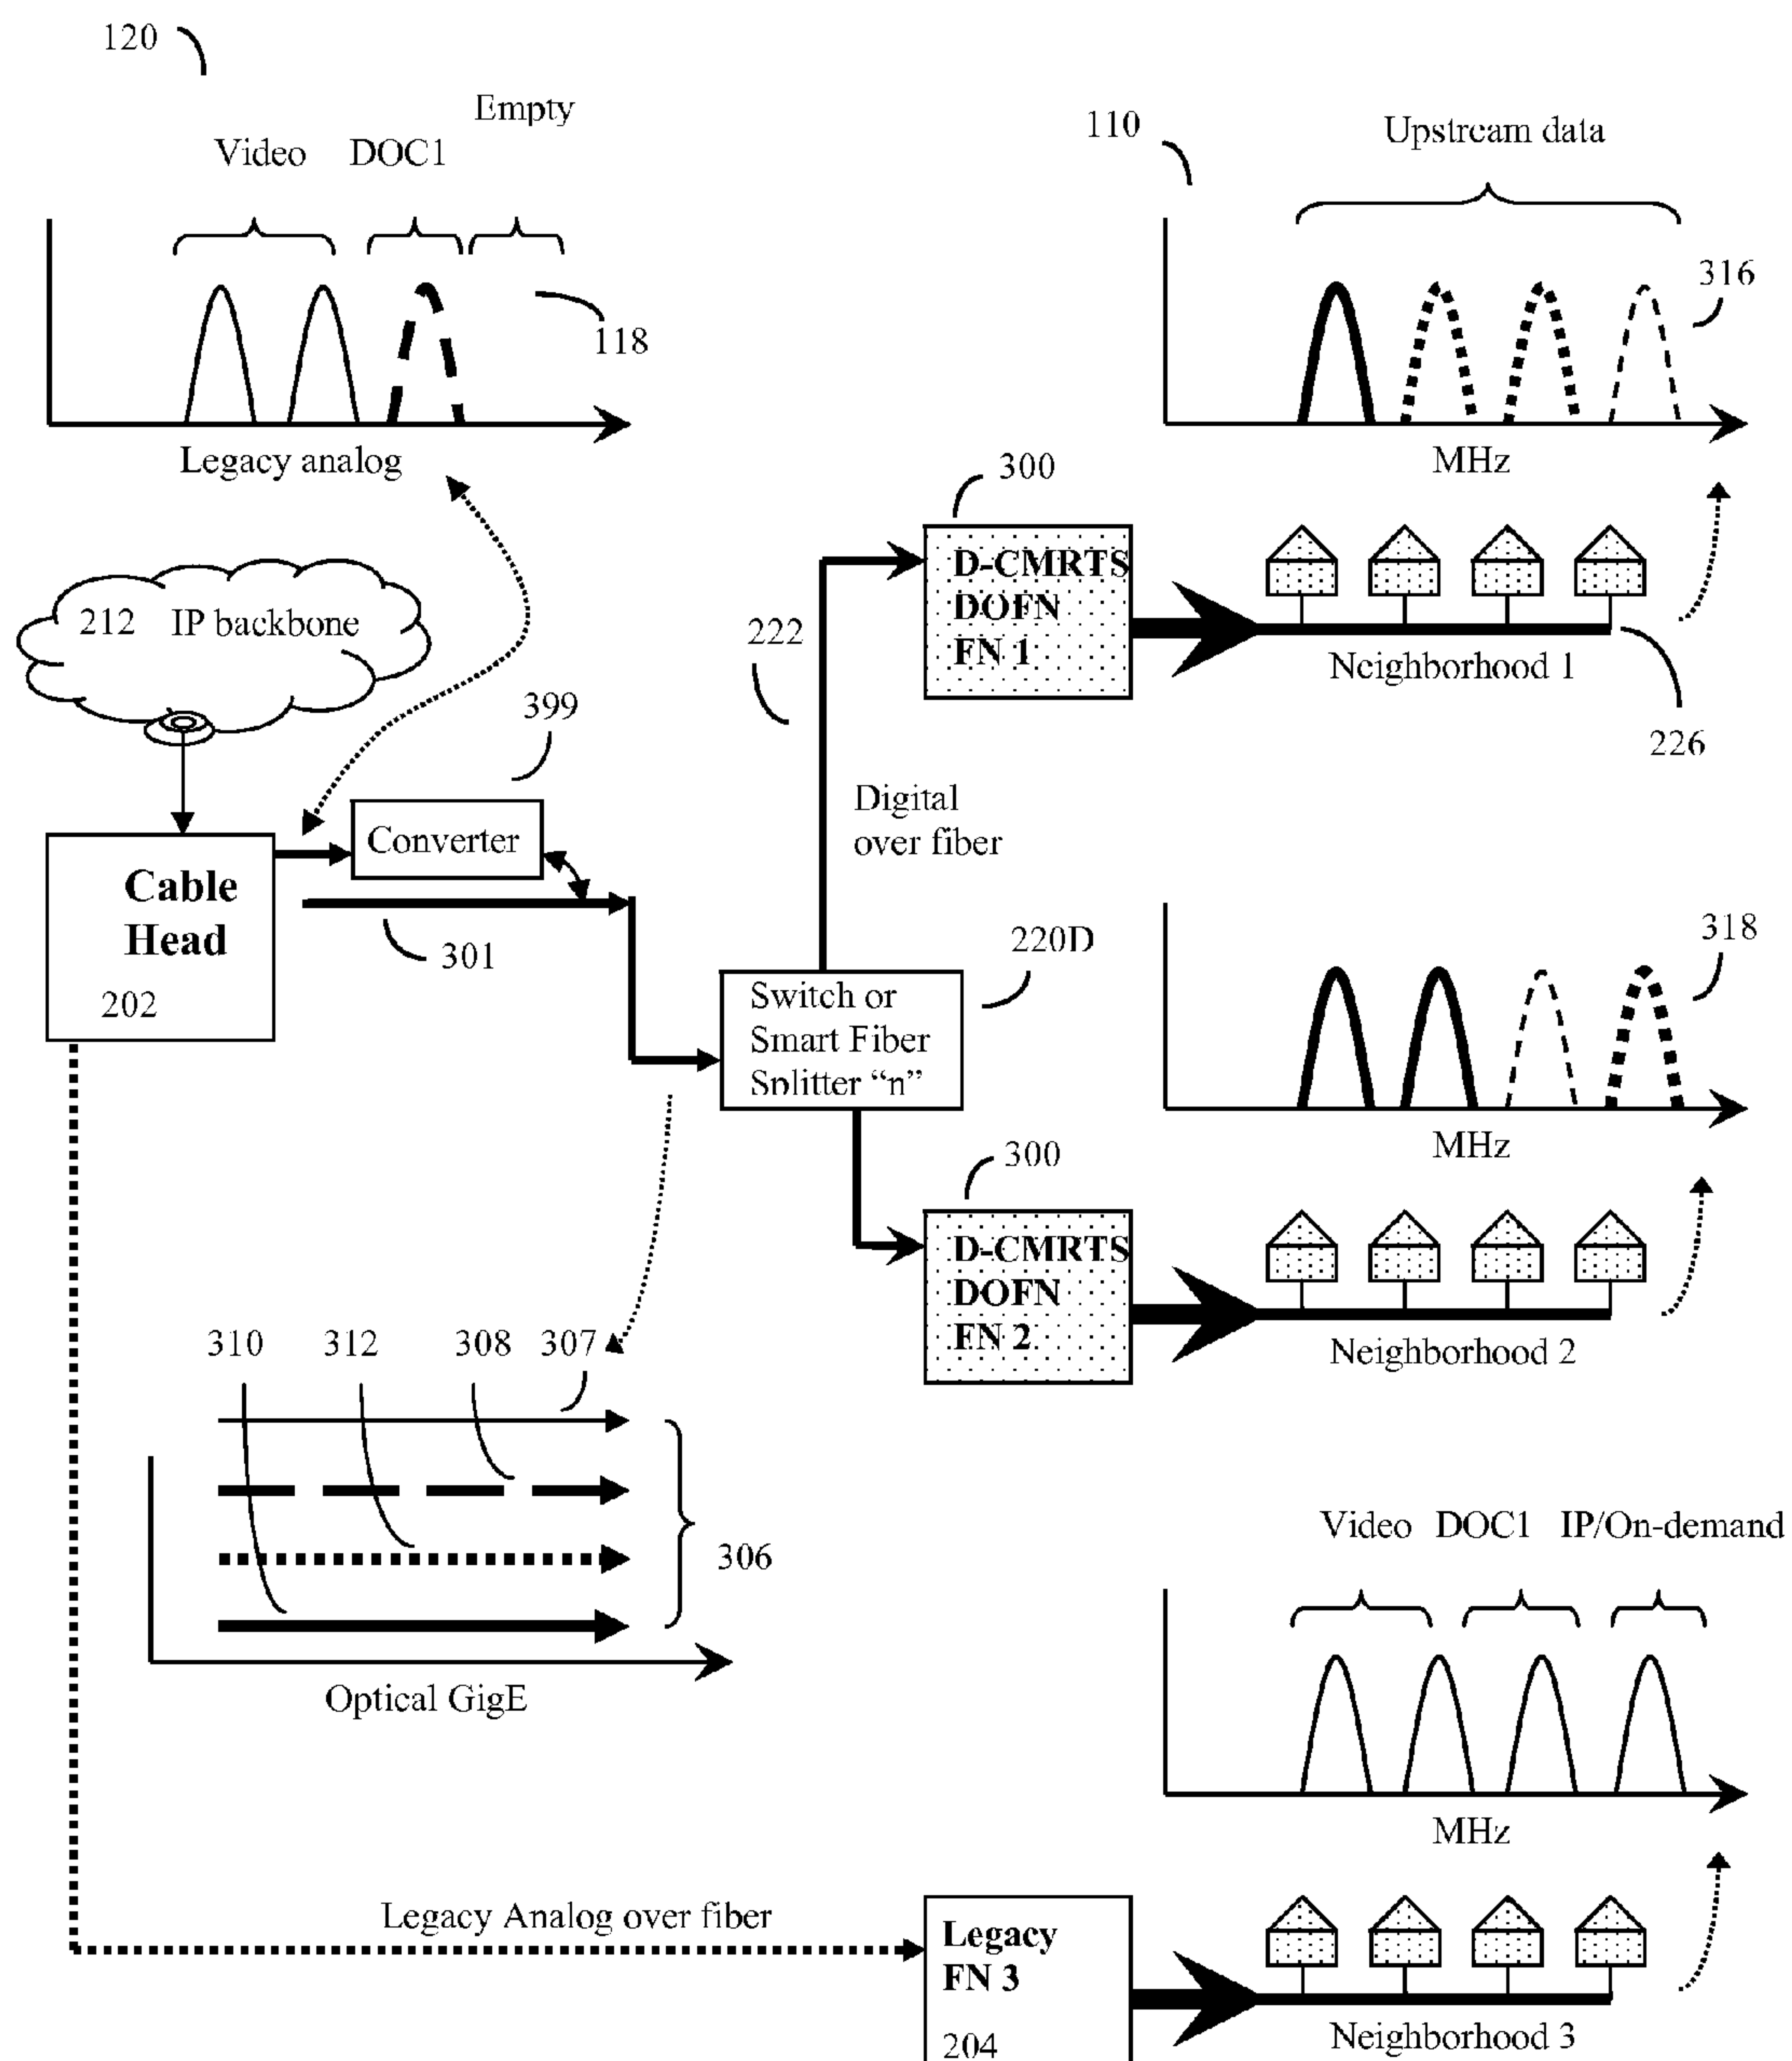 120
Empty
Video DOC1
118
Legacy analog
110
Upstream data
316
MHz
212 IP backbone
300
D-CMRTS
DOFN
FN 1
222
Neighborhood 1
226
399
Converter
Digital
over fiber
Cable
Head
202
301
220D
Switch or
Smart Fiber
Splitter “n”
318
MHz
300
D-CMRTS
DOFN
FN 2
Neighborhood 2
310 312 308 307
306
Optical GigE
Video DOC1 IP/On-demand
MHz
Legacy Analog over fiber
Legacy
FN 3
204
Neighborhood 3